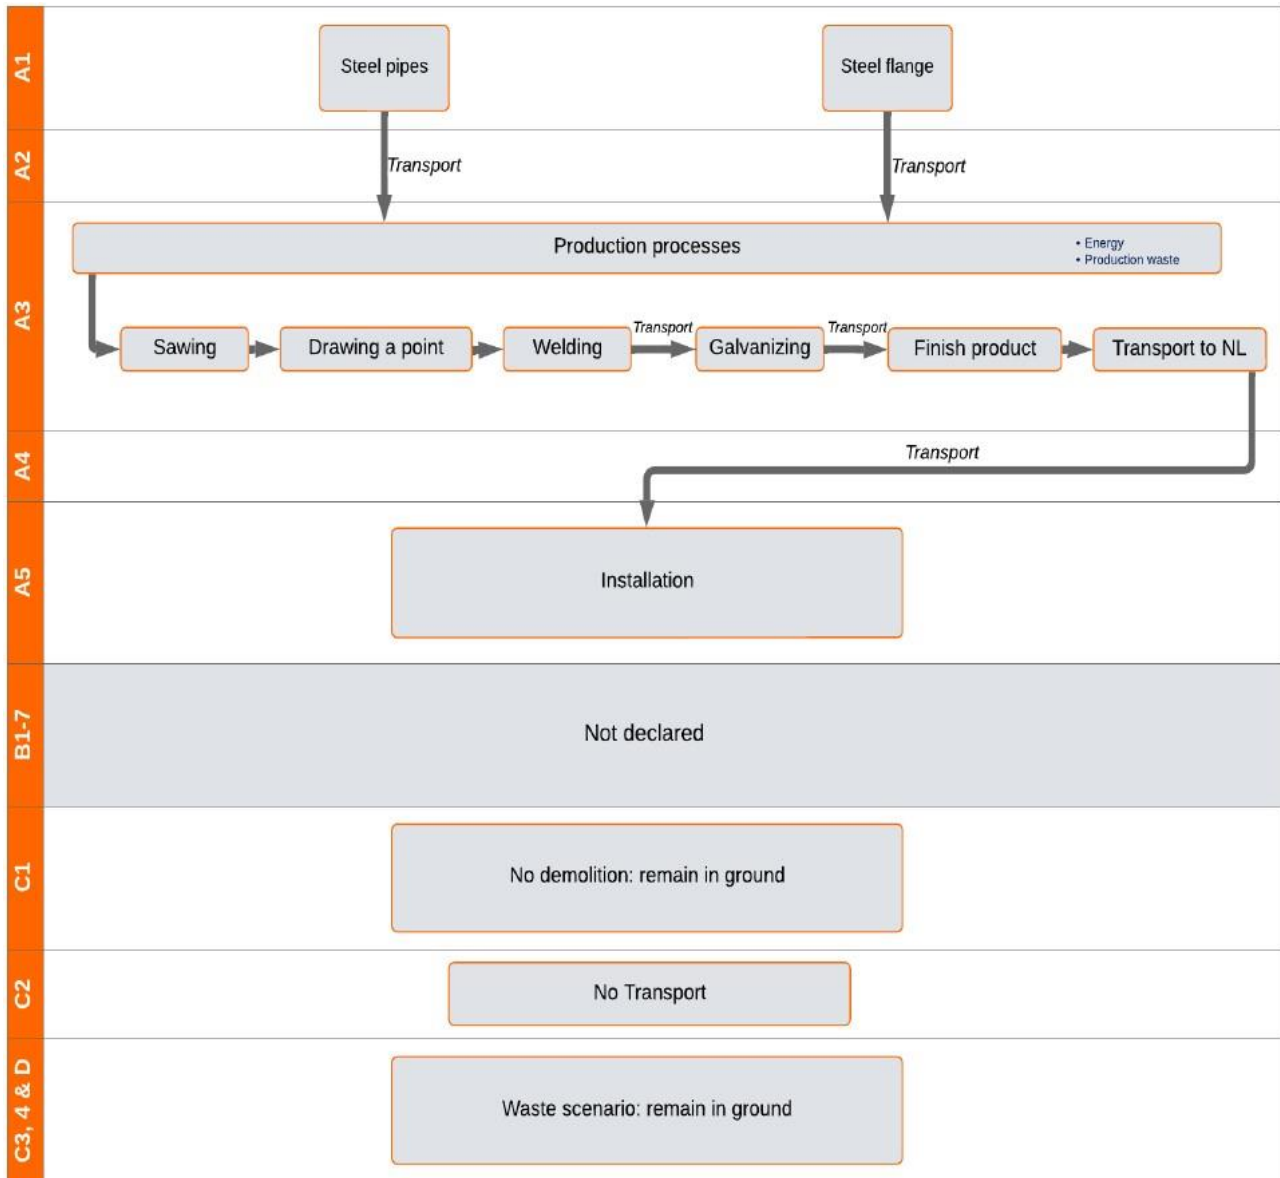 A1
Steel pipes
Steel flange
A2
Transport
Transport
A3
Production processes
• Energy
• Production waste
Sawing
Drawing a point
Welding
Transport
Galvanizing
Transport
Finish product
Transport to NL
A4
Transport
A5
Installation
B1-7
Not declared
C1
No demolition: remain in ground
C2
No Transport
C3, 4 & D
Waste scenario: remain in ground